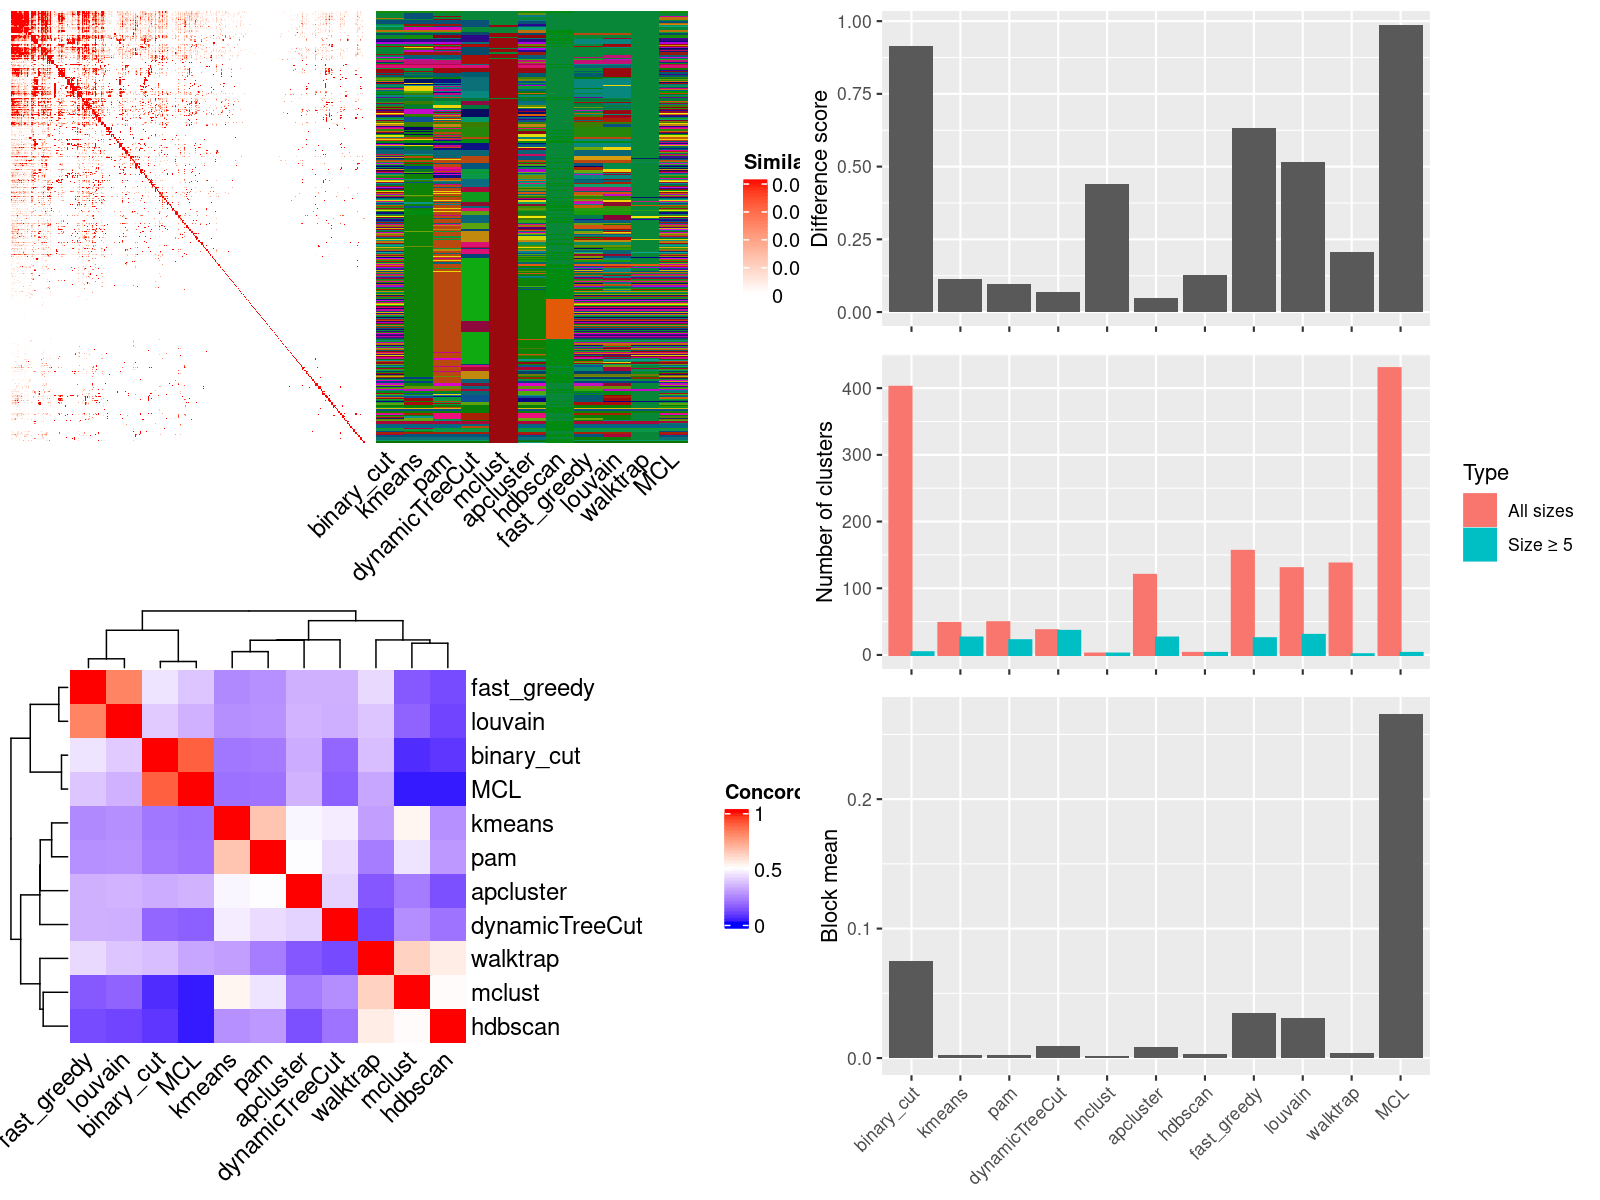 Simila
0.0
0.0
0.0
0.0
0
binary_cut
kmeans
pam
dynamicTreeCut
mclust
apcluster
hdbscan
fast_greedy
louvain
walktrap
MCL
fast_greedy
louvain
binary_cut
MCL
kmeans
pam
apcluster
dynamicTreeCut
walktrap
mclust
hdbscan
fast_greedy
louvain
binary_cut
MCL
kmeans
pam
apcluster
dynamicTreeCut
walktrap
mclust
hdbscan
Concord
1
0.5
0
Difference score
1.00
0.75
0.50
0.25
0.00
Number of clusters
400
300
200
100
0
Type
All sizes
Size ≥ 5
Block mean
0.2
0.1
0.0
binary_cut
kmeans
pam
dynamicTreeCut
mclust
apcluster
hdbscan
fast_greedy
louvain
walktrap
MCL